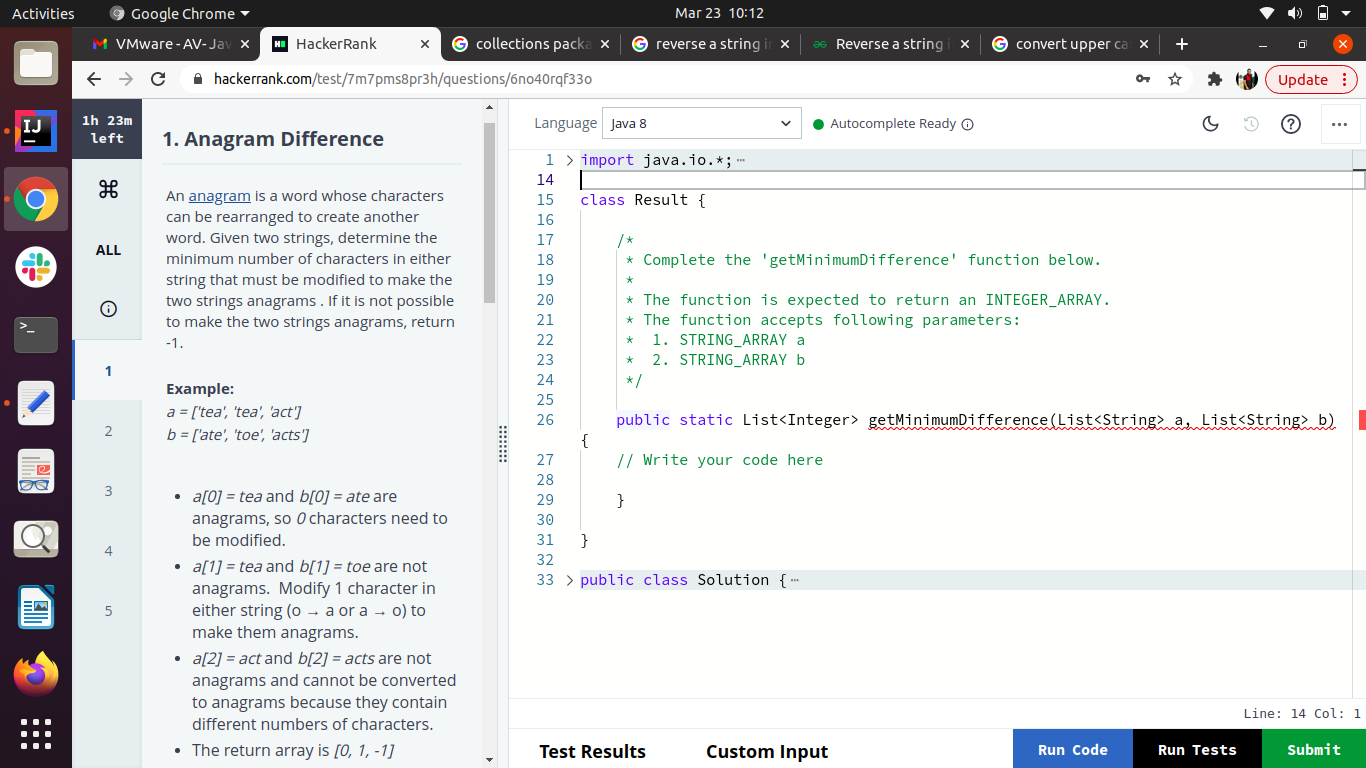 Activities
Google Chrome
Mar 23 10:12
VMware - AV- Jav
HackerRank
collections packa
reverse a string i
Reverse a string i
convert upper ca
hackerrank.com/test/7m7pms8pr3h/questions/6no40rqf33o
Update
1h 23m
left
ALL
1
2
3
4
5
1. Anagram Difference
An anagram is a word whose characters
can be rearranged to create another
word. Given two strings, determine the
minimum number of characters in either
string that must be modified to make the
two strings anagrams . If it is not possible
to make the two strings anagrams, return
-1.
Example:
a = ['tea', 'tea', 'act']
b = ['ate', 'toe', 'acts']
• a[0] = tea and b[0] = ate are
anagrams, so 0 characters need to
be modified.
• a[1] = tea and b[1] = toe are not
anagrams. Modify 1 character in
either string (o → a or a → o) to
make them anagrams.
• a[2] = act and b[2] = acts are not
anagrams and cannot be converted
to anagrams because they contain
different numbers of characters.
• The return array is [0, 1, -1]
Language Java 8 Autocomplete Ready
1 import java.io.*;
14
15 class Result {
16
17 /*
18 * Complete the 'getMinimumDifference' function below.
19 *
20 * The function is expected to return an INTEGER_ARRAY.
21 * The function accepts following parameters:
22 * 1. STRING_ARRAY a
23 * 2. STRING_ARRAY b
24 */
25
26 public static List<Integer> getMinimumDifference(List<String> a, List<String> b)
{
27 // Write your code here
28
29 }
30
31 }
32
33 public class Solution {
Line: 14 Col: 1
Test Results
Custom Input
Run Code
Run Tests
Submit